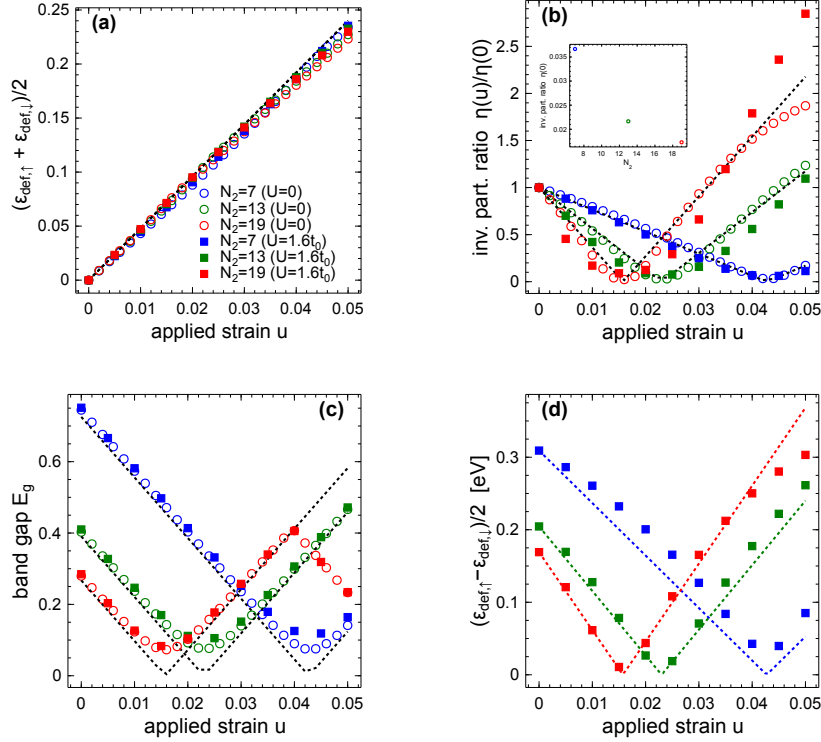 (a)
0.25
0.2
0.15
0.1
0.05
0
(εdef,↑ + εdef,↓)/2
N₂=7 (U=0)
N₂=13 (U=0)
N₂=19 (U=0)
N₂=7 (U=1.6t₀)
N₂=13 (U=1.6t₀)
N₂=19 (U=1.6t₀)
0 0.01 0.02 0.03 0.04 0.05
applied strain u
(b)
2.5
2
1.5
1
0.5
0
inv. part. ratio η(u)/η(0)
0.035
0.03
0.025
0.02
inv. part. ratio η(0)
8 10 12 14 16 18
N₂
0 0.01 0.02 0.03 0.04 0.05
applied strain u
(c)
0.6
0.4
0.2
0
band gap Eg
0 0.01 0.02 0.03 0.04 0.05
applied strain u
(d)
0.3
0.2
0.1
0
(εdef,↑−εdef,↓)/2 [eV]
0 0.01 0.02 0.03 0.04 0.05
applied strain u